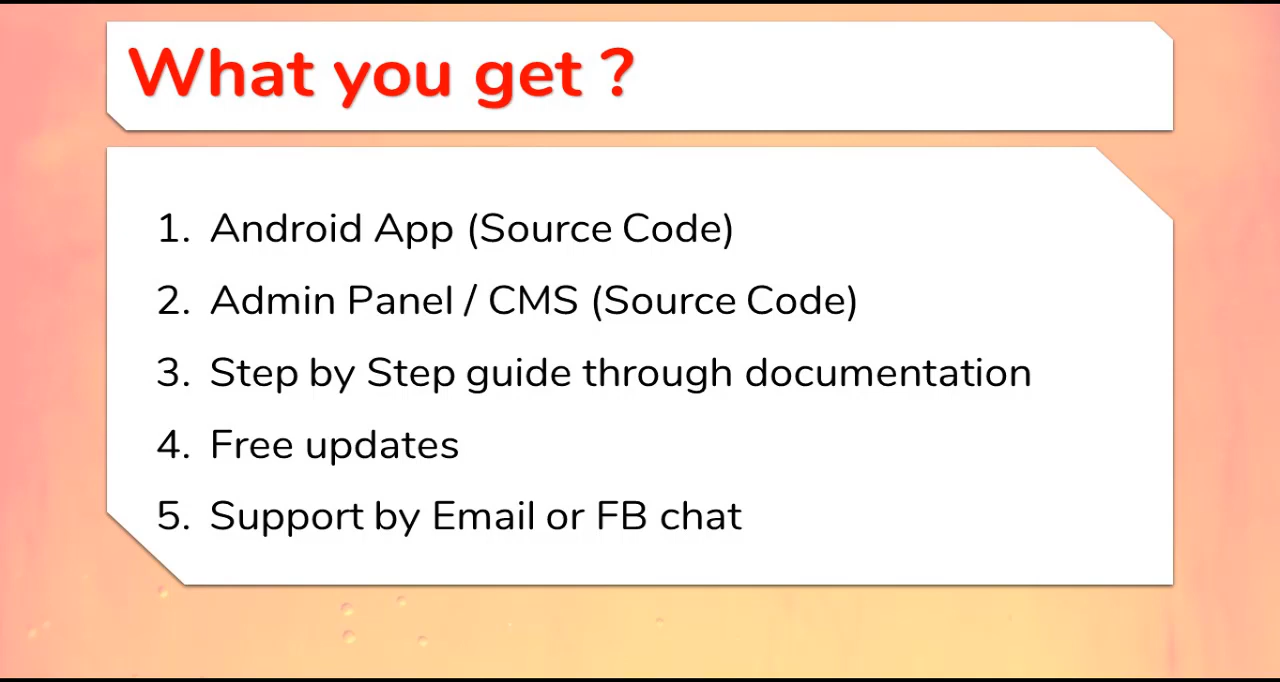 What you get ?
1. Android App (Source Code)
2. Admin Panel / CMS (Source Code)
3. Step by Step guide through documentation
4. Free updates
5. Support by Email or FB chat